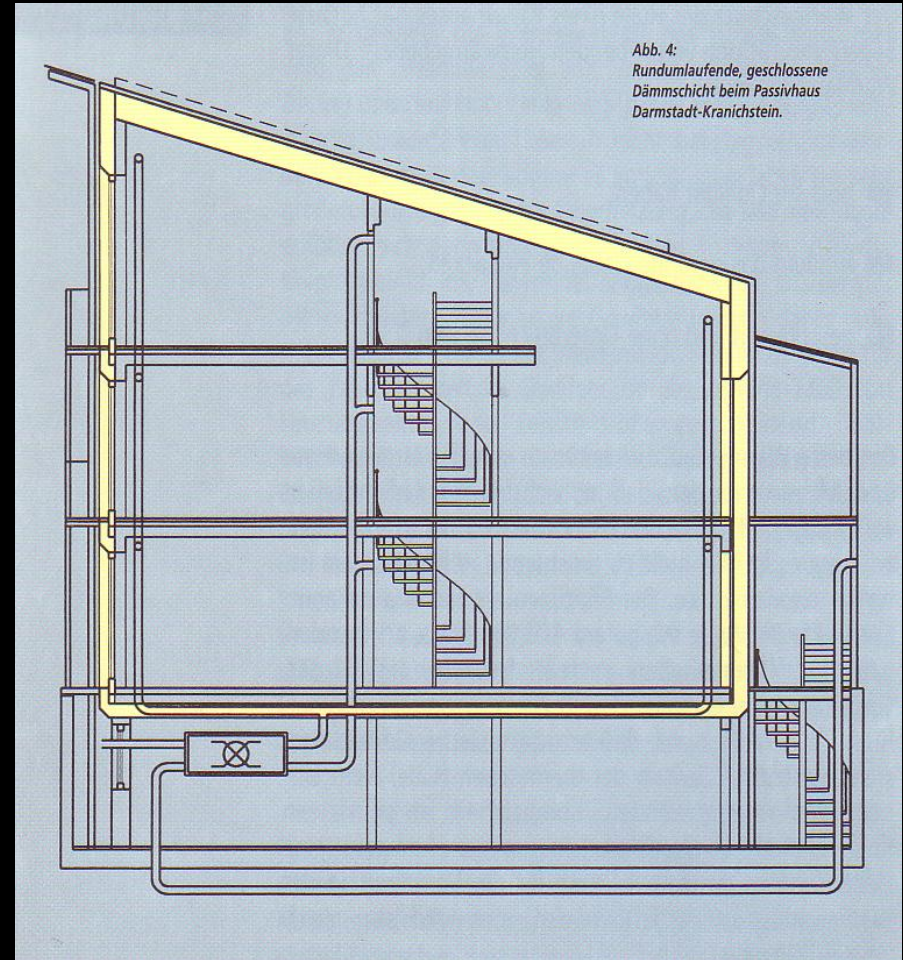 Abb. 4:
Rundumlaufende, geschlossene
Dämmschicht beim Passivhaus
Darmstadt-Kranichstein.